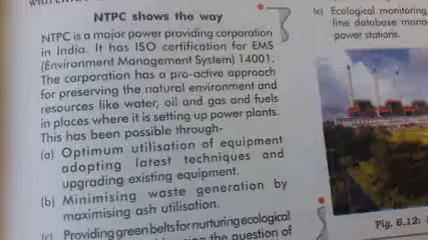 NTPC shows the way
NTPC is a major power providing corporation
in India. It has ISO certification for EMS
(Environment Management System) 14001.
The corporation has a pro-active approach
for preserving the natural environment and
resources like water, oil and gas and fuels
in places where it is setting up power plants.
This has been possible through-
(a) Optimum utilisation of equipment
adopting latest techniques and
upgrading existing equipment.
(b) Minimising waste generation by
maximising ash utilisation.
(c) Providing green belts for nurturing ecological
the question of
(e) Ecological monitoring
line database
power stations.
Fig. 5.12: